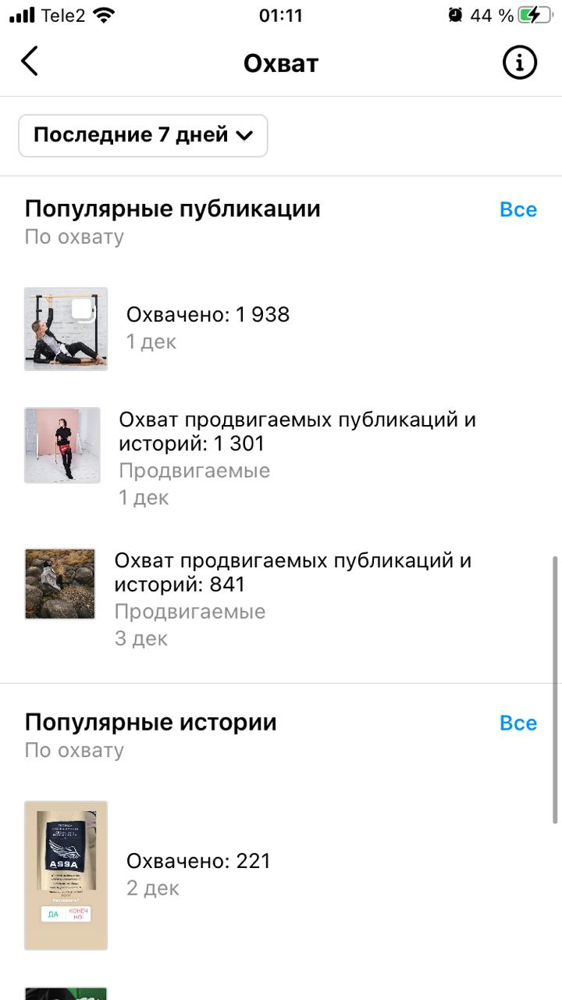 Tele2
01:11
44 %
Охват
Последние 7 дней
Популярные публикации
Все
По охвату
Охвачено: 1 938
1 дек
Охват продвигаемых публикаций и
историй: 1 301
Продвигаемые
1 дек
Охват продвигаемых публикаций и
историй: 841
Продвигаемые
3 дек
Популярные истории
Все
По охвату
ASSA
ДА
КОНЕЧ
НО!
Охвачено: 221
2 дек